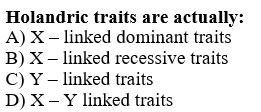 Holandric traits are actually:
A) X – linked dominant traits
B) X – linked recessive traits
C) Y – linked traits
D) X – Y linked traits